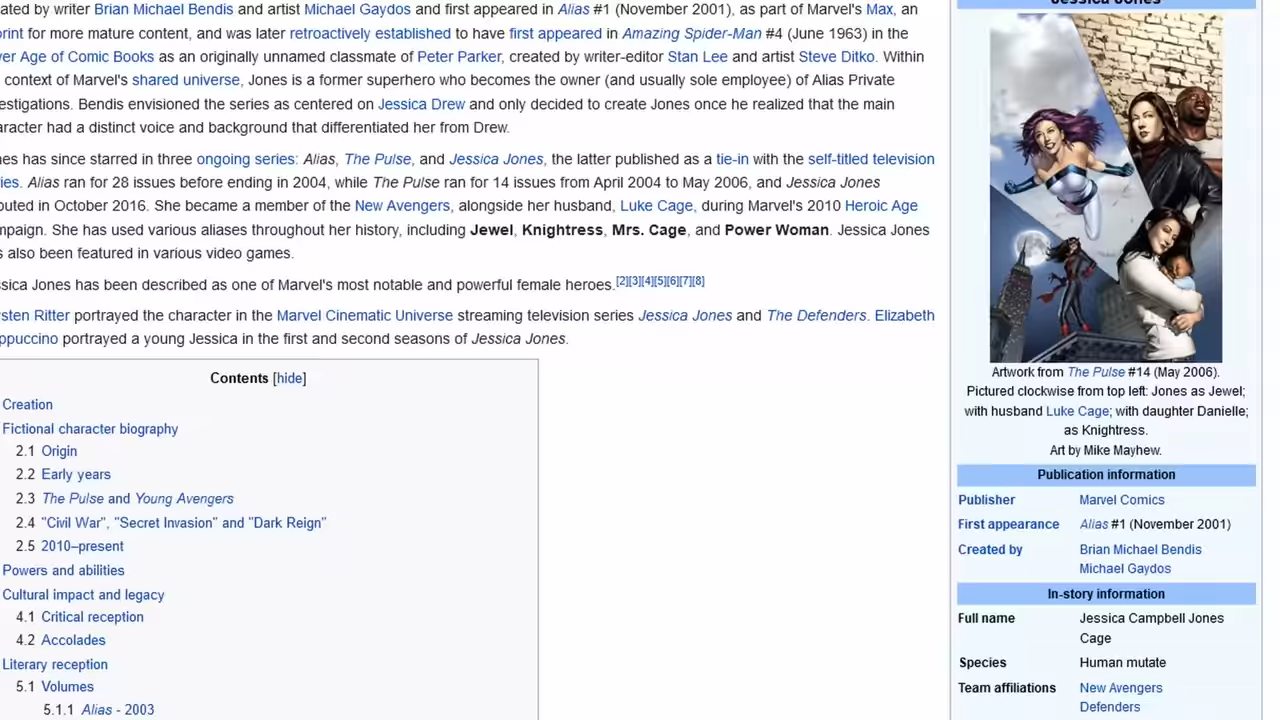 by writer Brian Michael Bendis and artist Michael Gaydos and first appeared in Alias #1 (November 2001), as part of Marvel's Max, an
for more mature content, and was later retroactively established to have first appeared in Amazing Spider-Man #4 (June 1963) in the
Age of Comic Books as an originally unnamed classmate of Peter Parker, created by writer-editor Stan Lee and artist Steve Ditko. Within
context of Marvel's shared universe, Jones is a former superhero who becomes the owner (and usually sole employee) of Alias Private
Bendis envisioned the series as centered on Jessica Drew and only decided to create Jones once he realized that the main
had a distinct voice and background that differentiated her from Drew.
has since starred in three ongoing series: Alias, The Pulse, and Jessica Jones, the latter published as a tie-in with the self-titled television
Alias ran for 28 issues before ending in 2004, while The Pulse ran for 14 issues from April 2004 to May 2006, and Jessica Jones
in October 2016. She became a member of the New Avengers, alongside her husband, Luke Cage, during Marvel's 2010 Heroic Age
She has used various aliases throughout her history, including Jewel, Knightress, Mrs. Cage, and Power Woman. Jessica Jones
also been featured in various video games.
Jones has been described as one of Marvel's most notable and powerful female heroes.[2][3][4][5][6][7][8]
Ritter portrayed the character in the Marvel Cinematic Universe streaming television series Jessica Jones and The Defenders. Elizabeth
portrayed a young Jessica in the first and second seasons of Jessica Jones.
Contents [hide]
Creation
Fictional character biography
2.1 Origin
2.2 Early years
2.3 The Pulse and Young Avengers
2.4 "Civil War", "Secret Invasion" and "Dark Reign"
2.5 2010–present
Powers and abilities
Cultural impact and legacy
4.1 Critical reception
4.2 Accolades
Literary reception
5.1 Volumes
5.1.1 Alias - 2003
Jessica Jones
Artwork from The Pulse #14 (May 2006).
Pictured clockwise from top left: Jones as Jewel;
with husband Luke Cage; with daughter Danielle;
as Knightress.
Art by Mike Mayhew.
Publication information
Publisher Marvel Comics
First appearance Alias #1 (November 2001)
Created by Brian Michael Bendis
Michael Gaydos
In-story information
Full name Jessica Campbell Jones
Cage
Species Human mutate
Team affiliations New Avengers
Defenders